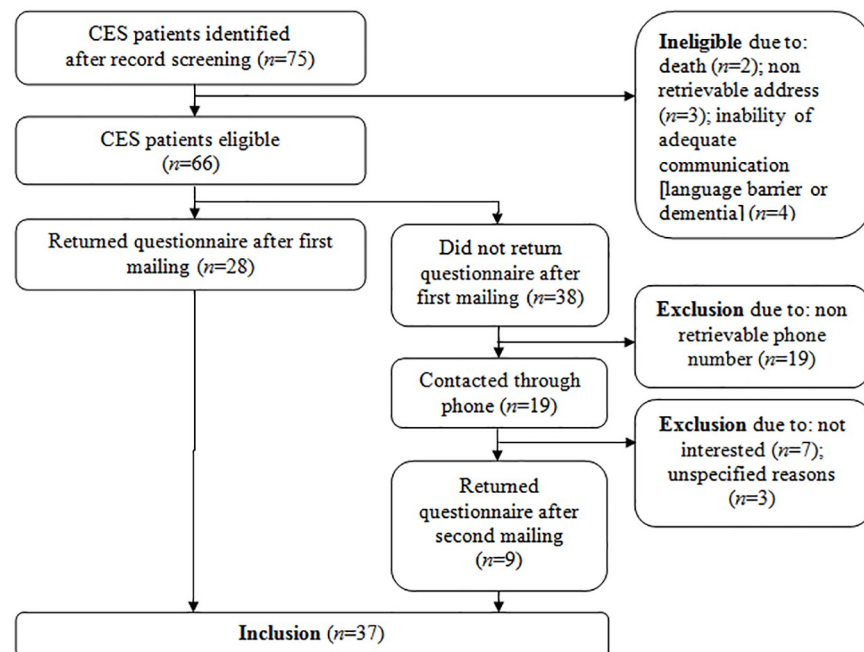 CES patients identified
after record screening (n=75)
Ineligible due to:
death (n=2); non
retrievable address
(n=3); inability of
adequate
communication
[language barrier or
dementia] (n=4)
CES patients eligible
(n=66)
Returned questionnaire after first
mailing (n=28)
Did not return
questionnaire after
first mailing (n=38)
Exclusion due to: non
retrievable phone
number (n=19)
Contacted through
phone (n=19)
Exclusion due to: not
interested (n=7);
unspecified reasons
(n=3)
Returned
questionnaire after
second mailing
(n=9)
Inclusion (n=37)